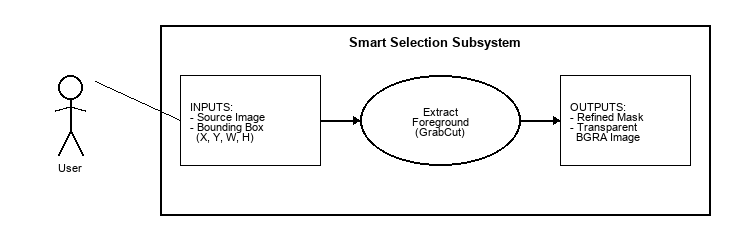 Smart Selection Subsystem
User
INPUTS:
- Source Image
- Bounding Box
(X, Y, W, H)
Extract
Foreground
(GrabCut)
OUTPUTS:
- Refined Mask
- Transparent
BGRA Image